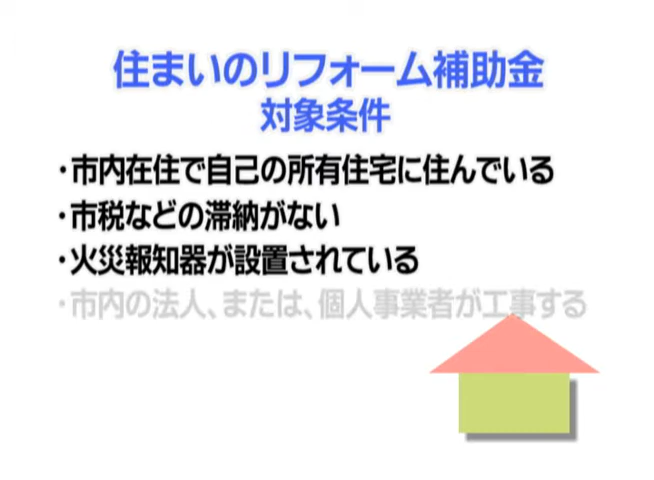 住まいのリフォーム補助金
対象条件
・市内在住で自己の所有住宅に住んでいる
・市税などの滞納がない
・火災報知器が設置されている
・市内の法人、または、個人事業者が工事する